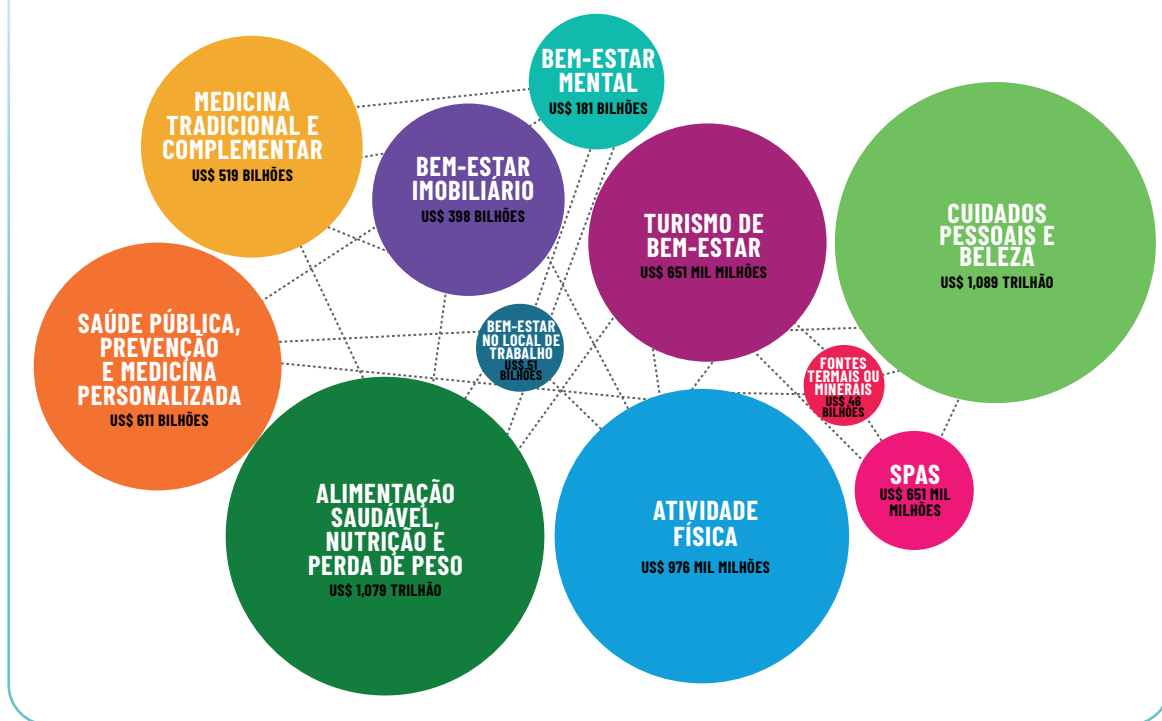 BEM-ESTAR
MENTAL
US$ 181 BILHÕES
MEDICINA
TRADICIONAL E
COMPLEMENTAR
US$ 519 BILHÕES
BEM-ESTAR
IMOBILIÁRIO
US$ 398 BILHÕES
TURISMO DE
BEM-ESTAR
US$ 651 MIL MILHÕES
CUIDADOS
PESSOAIS E
BELEZA
US$ 1,089 TRILHÃO
SAÚDE PÚBLICA,
PREVENÇÃO
E MEDICINA
PERSONALIZADA
US$ 611 BILHÕES
BEM-ESTAR
NO LOCAL DE
TRABALHO
US$ 51
BILHÕES
FONTES
TERMAIS OU
MINERAIS
US$ 46
BILHÕES
SPAS
US$ 651 MIL
MILHÕES
ALIMENTAÇÃO
SAUDÁVEL,
NUTRIÇÃO E
PERDA DE PESO
US$ 1,079 TRILHÃO
ATIVIDADE
FÍSICA
US$ 976 MIL MILHÕES